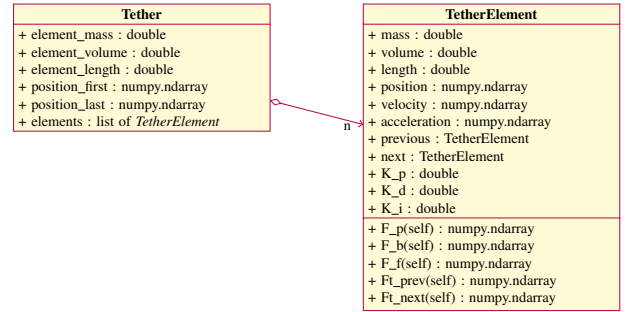 Tether
+ element_mass : double
+ element_volume : double
+ element_length : double
+ position_first : numpy.ndarray
+ position_last : numpy.ndarray
+ elements : list of TetherElement
n
TetherElement
+ mass : double
+ volume : double
+ length : double
+ position : numpy.ndarray
+ velocity : numpy.ndarray
+ acceleration : numpy.ndarray
+ previous : TetherElement
+ next : TetherElement
+ K_p : double
+ K_d : double
+ K_i : double
+ F_p(self) : numpy.ndarray
+ F_b(self) : numpy.ndarray
+ F_f(self) : numpy.ndarray
+ Ft_prev(self) : numpy.ndarray
+ Ft_next(self) : numpy.ndarray